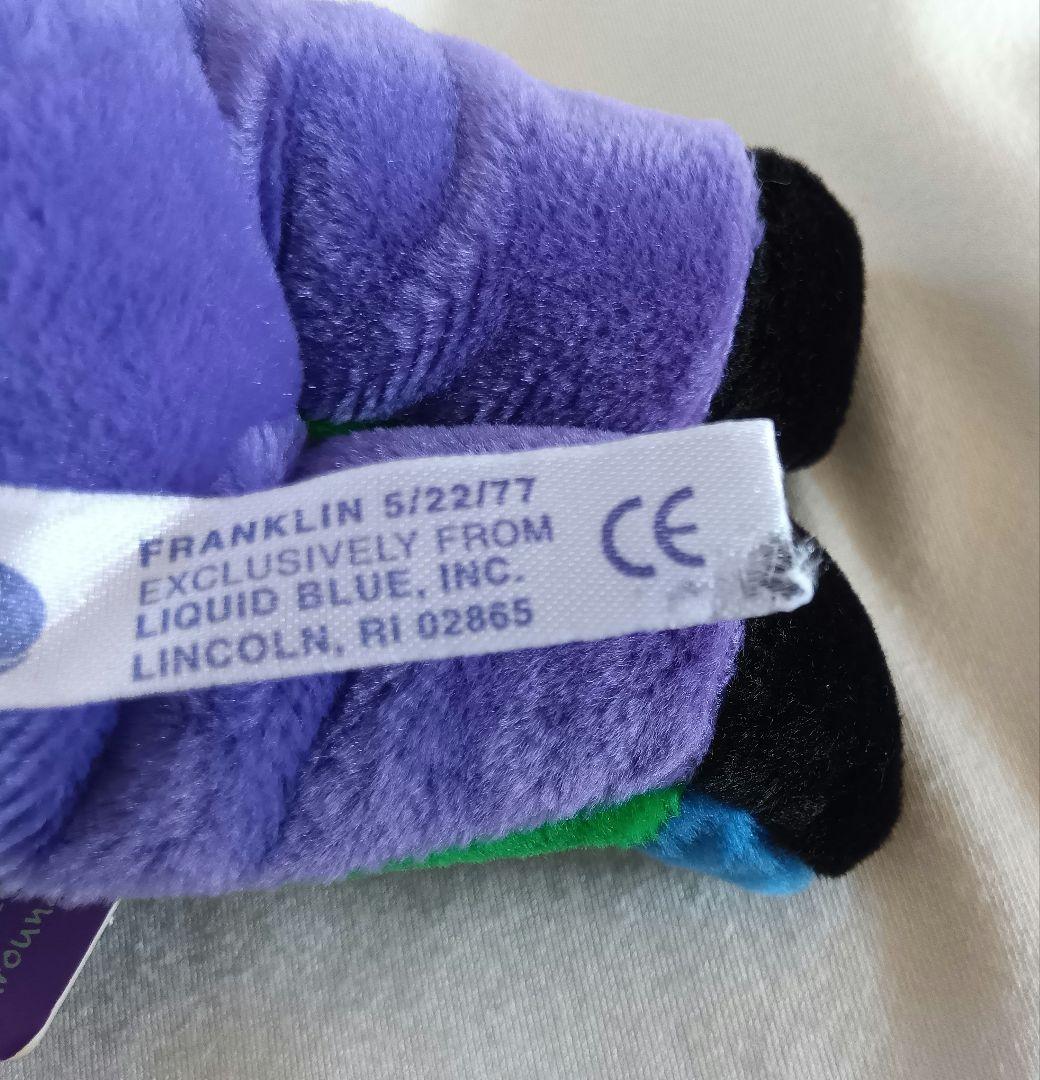 FRANKLIN 5/22/77
EXCLUSIVELY FROM
LIQUID BLUE, INC.
LINCOLN, RI 02865
CE